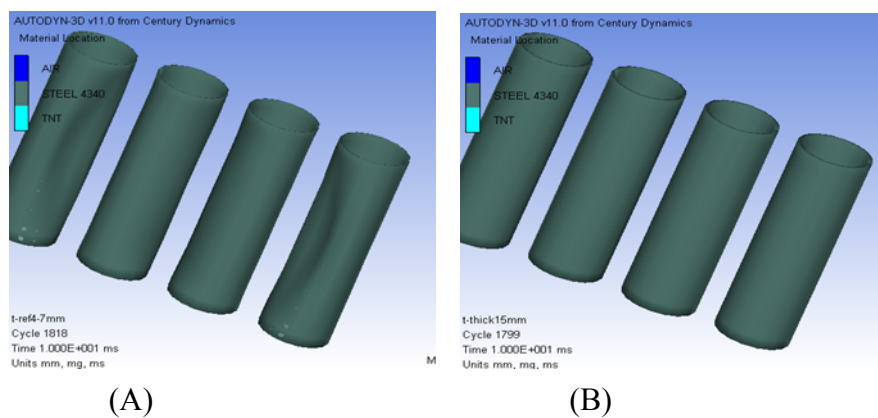 AUTODYN-3D v11.0 from Century Dynamics
Material Location
AIR
STEEL 4340
TNT
t-ref4-7mm
Cycle 1818
Time 1.000E+001 ms
Units mm, mg, ms
M
(A)
AUTODYN-3D v11.0 from Century Dynamics
Material Location
AIR
STEEL 4340
TNT
t-thick15mm
Cycle 1799
Time 1.000E+001 ms
Units mm, mg, ms
(B)